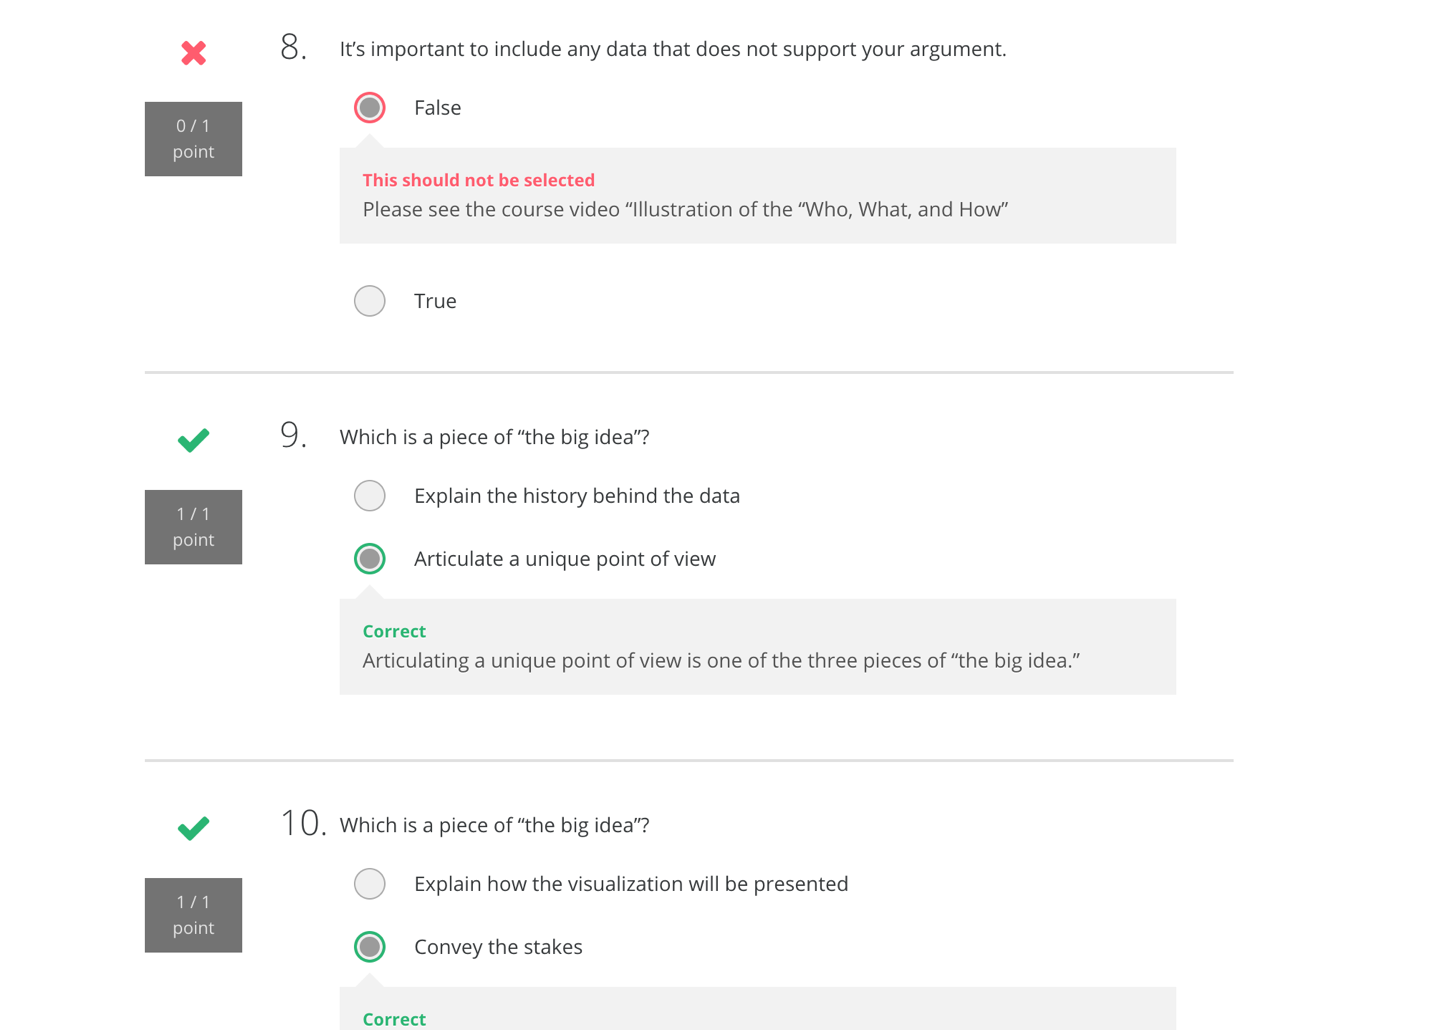 8. It’s important to include any data that does not support your argument.
0 / 1
point
False
This should not be selected
Please see the course video “Illustration of the “Who, What, and How”
True
9. Which is a piece of “the big idea”?
1 / 1
point
Explain the history behind the data
Articulate a unique point of view
Correct
Articulating a unique point of view is one of the three pieces of “the big idea.”
10. Which is a piece of “the big idea”?
1 / 1
point
Explain how the visualization will be presented
Convey the stakes
Correct